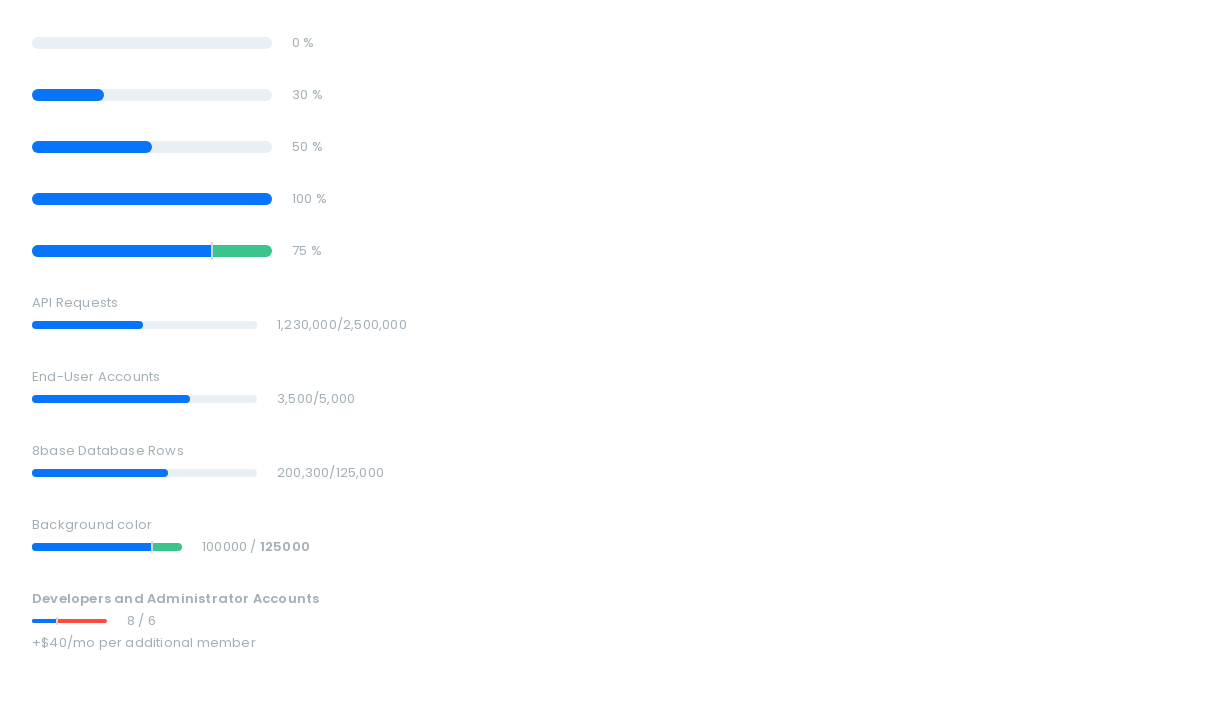 0 %
30 %
50 %
100 %
75 %
API Requests
1,230,000/2,500,000
End-User Accounts
3,500/5,000
8base Database Rows
200,300/125,000
Background color
100000 / 125000
Developers and Administrator Accounts
8 / 6
+$40/mo per additional member